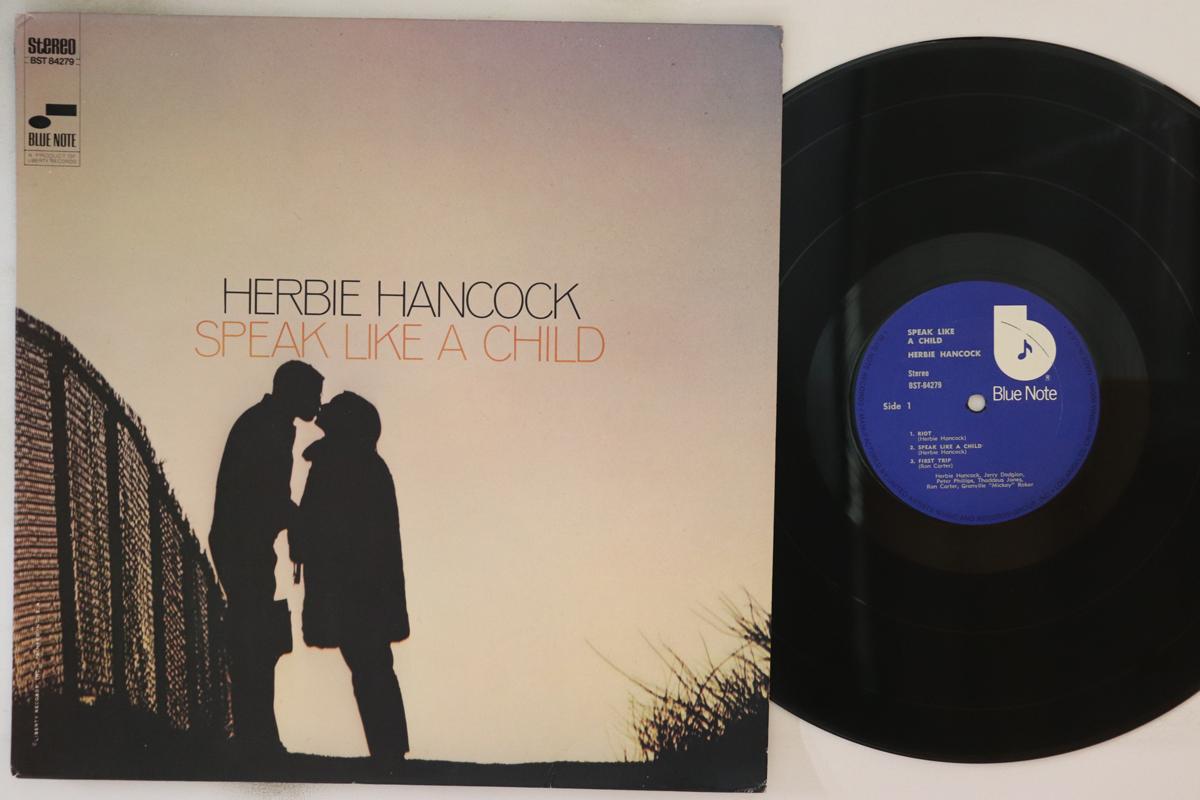 Stereo
BST 84279
BLUE NOTE
A PRODUCT OF
LIBERTY RECORDS
HERBIE HANCOCK
SPEAK LIKE A CHILD
SPEAK LIKE
A CHILD
HERBIE HANCOCK
Stereo
BST-84279
Side 1
Blue Note
1. RIOT
(Herbie Hancock)
2. SPEAK LIKE A CHILD
(Herbie Hancock)
3. FIRST TRIP
(Ron Carter)
Herbie Hancock, Jerry Dodgion,
Peter Phillips, Thaddeus Jones,
Ron Carter, Granville "Mickey" Roker